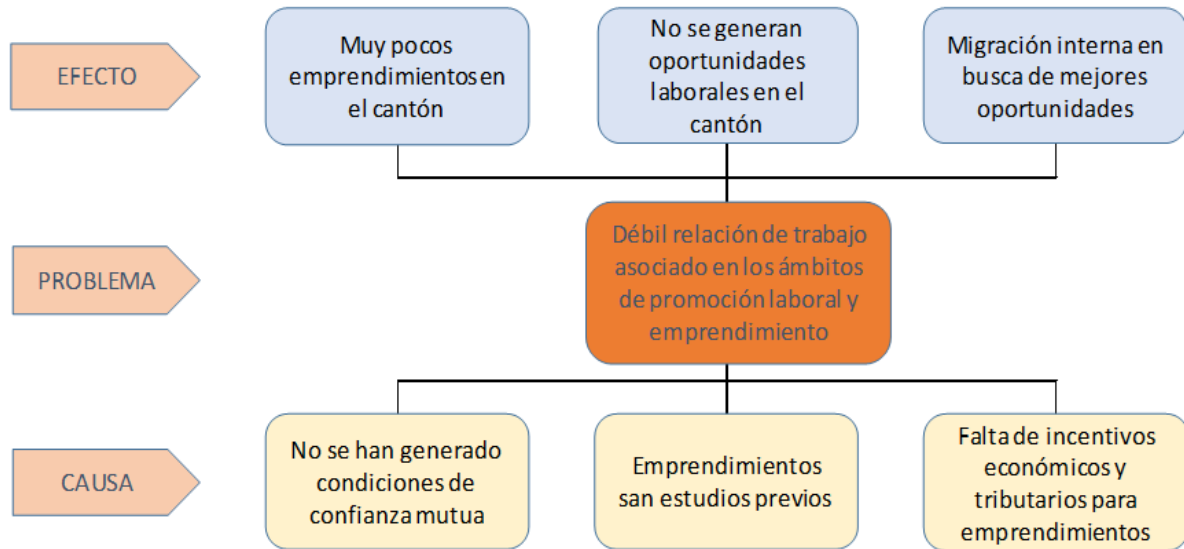 EFECTO
Muy pocos
emprendimientos en
el cantón
No se generan
oportunidades
laborales en el
cantón
Migración interna en
busca de mejores
oportunidades
PROBLEMA
Débil relación de trabajo
asociado en los ámbitos
de promoción laboral y
emprendimiento
CAUSA
No se han generado
condiciones de
confianza mutua
Emprendimientos
san estudios previos
Falta de incentivos
económicos y
tributarios para
emprendimientos